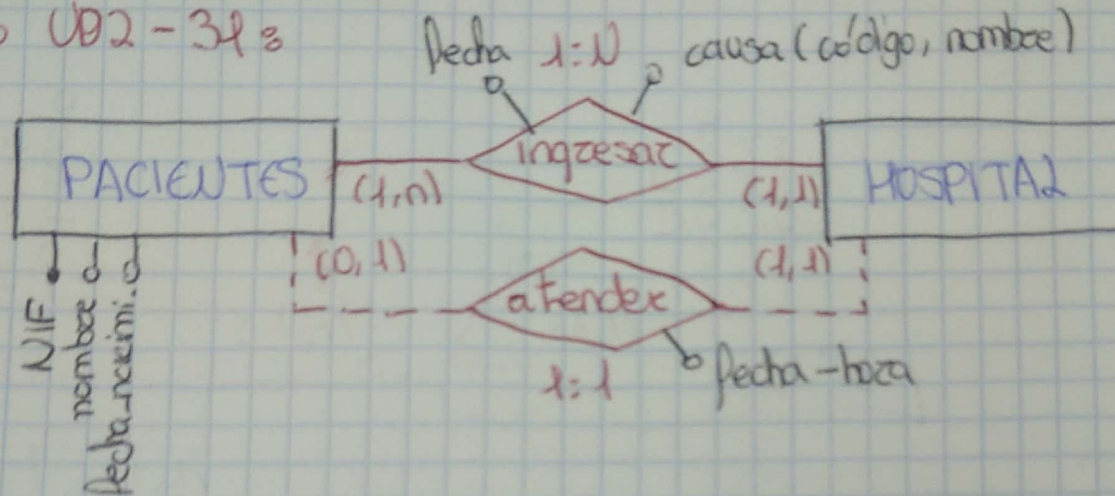 UD2-31:
fecha 1:N causa (código, nombre)
PACIENTES
(1,n)
ingresar
(1,1)
HOSPITAL
(0,1)
atender
(1,1)
1:1
fecha-hora
NIF
nombre
fecha_nacimi.